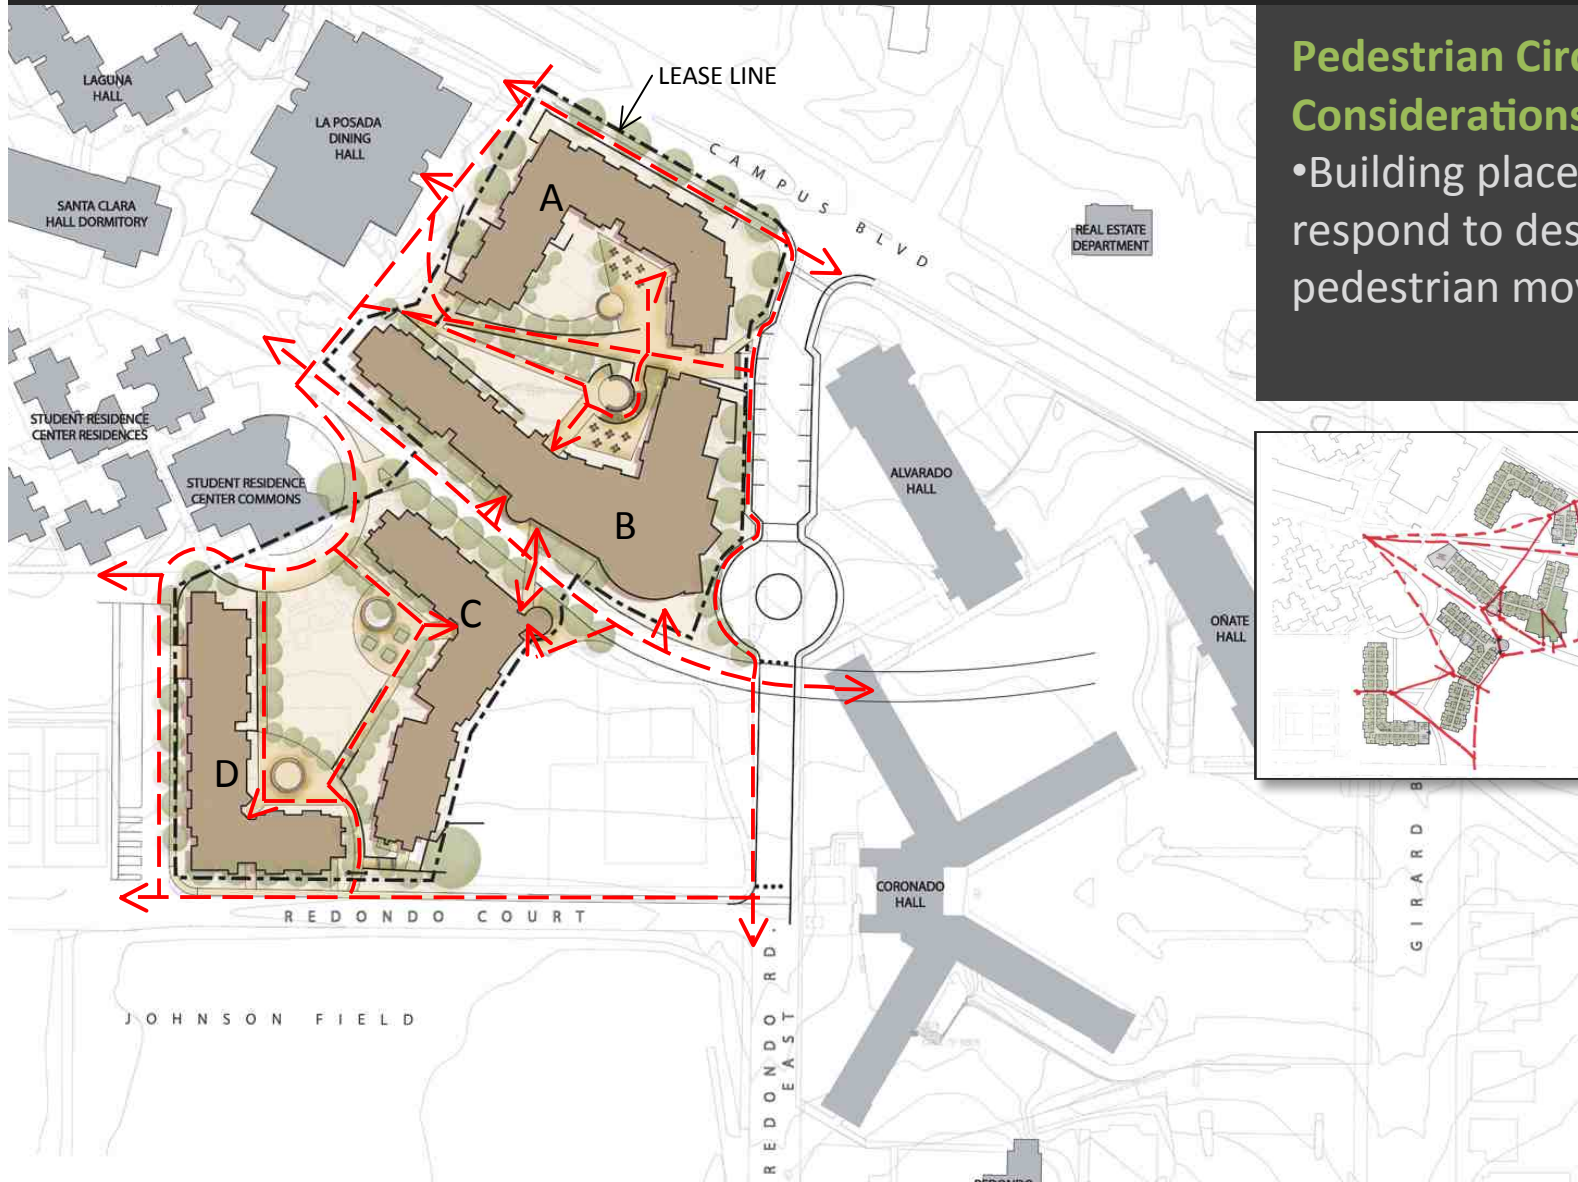 Pedestrian Circ
Considerations
•Building place
respond to des
pedestrian mov
LEASE LINE
LAGUNA
HALL
LA POSADA
DINING
HALL
SANTA CLARA
HALL DORMITORY
CAMPUS BLVD
REAL ESTATE
DEPARTMENT
A
STUDENT RESIDENCE
CENTER RESIDENCES
STUDENT RESIDENCE
CENTER COMMONS
ALVARADO
HALL
B
C
OÑATE
HALL
D
CORONADO
HALL
REDONDO COURT
GIRARD B
JOHNSON FIELD
REDONDO RD.
EAST
REDONDO